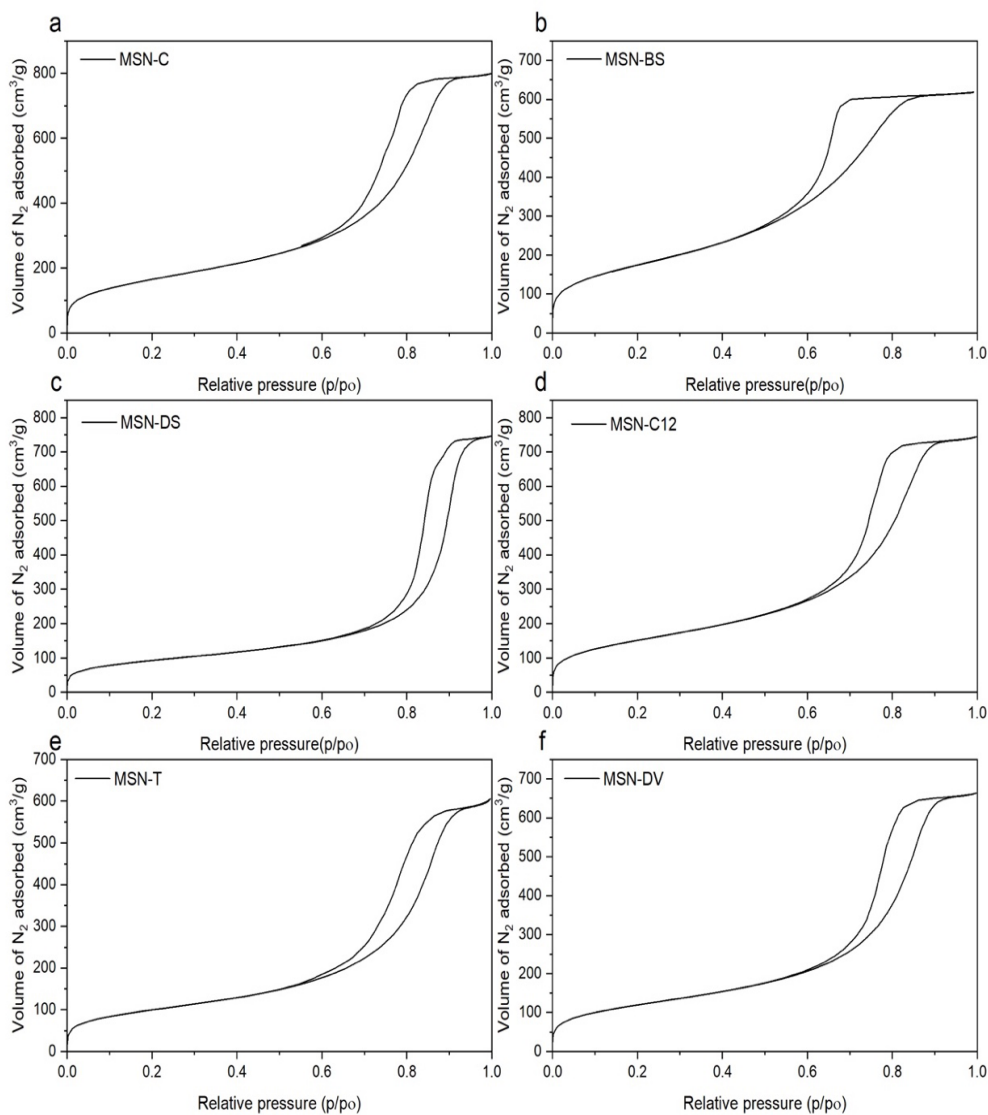 a
MSN-C
800
600
400
200
0
0.0 0.2 0.4 0.6 0.8 1.0
Volume of N₂ adsorbed (cm³/g)
Relative pressure (p/po)
b
MSN-BS
700
600
500
400
300
200
100
0
0.0 0.2 0.4 0.6 0.8 1.0
Volume of N₂ adsorbed (cm³/g)
Relative pressure(p/po)
c
MSN-DS
800
700
600
500
400
300
200
100
0
0.0 0.2 0.4 0.6 0.8 1.0
Volume of N₂ adsorbed (cm³/g)
Relative pressure(p/po)
d
MSN-C12
800
700
600
500
400
300
200
100
0
0.0 0.2 0.4 0.6 0.8 1.0
Volume of N₂ adsorbed (cm³/g)
Relative pressure (p/po)
e
MSN-T
700
600
500
400
300
200
100
0
0.0 0.2 0.4 0.6 0.8 1.0
Volume of N₂ adsorbed (cm³/g)
Relative pressure (p/po)
f
MSN-DV
700
600
500
400
300
200
100
0
0.0 0.2 0.4 0.6 0.8 1.0
Volume of N₂ adsorbed (cm³/g)
Relative pressure (p/po)